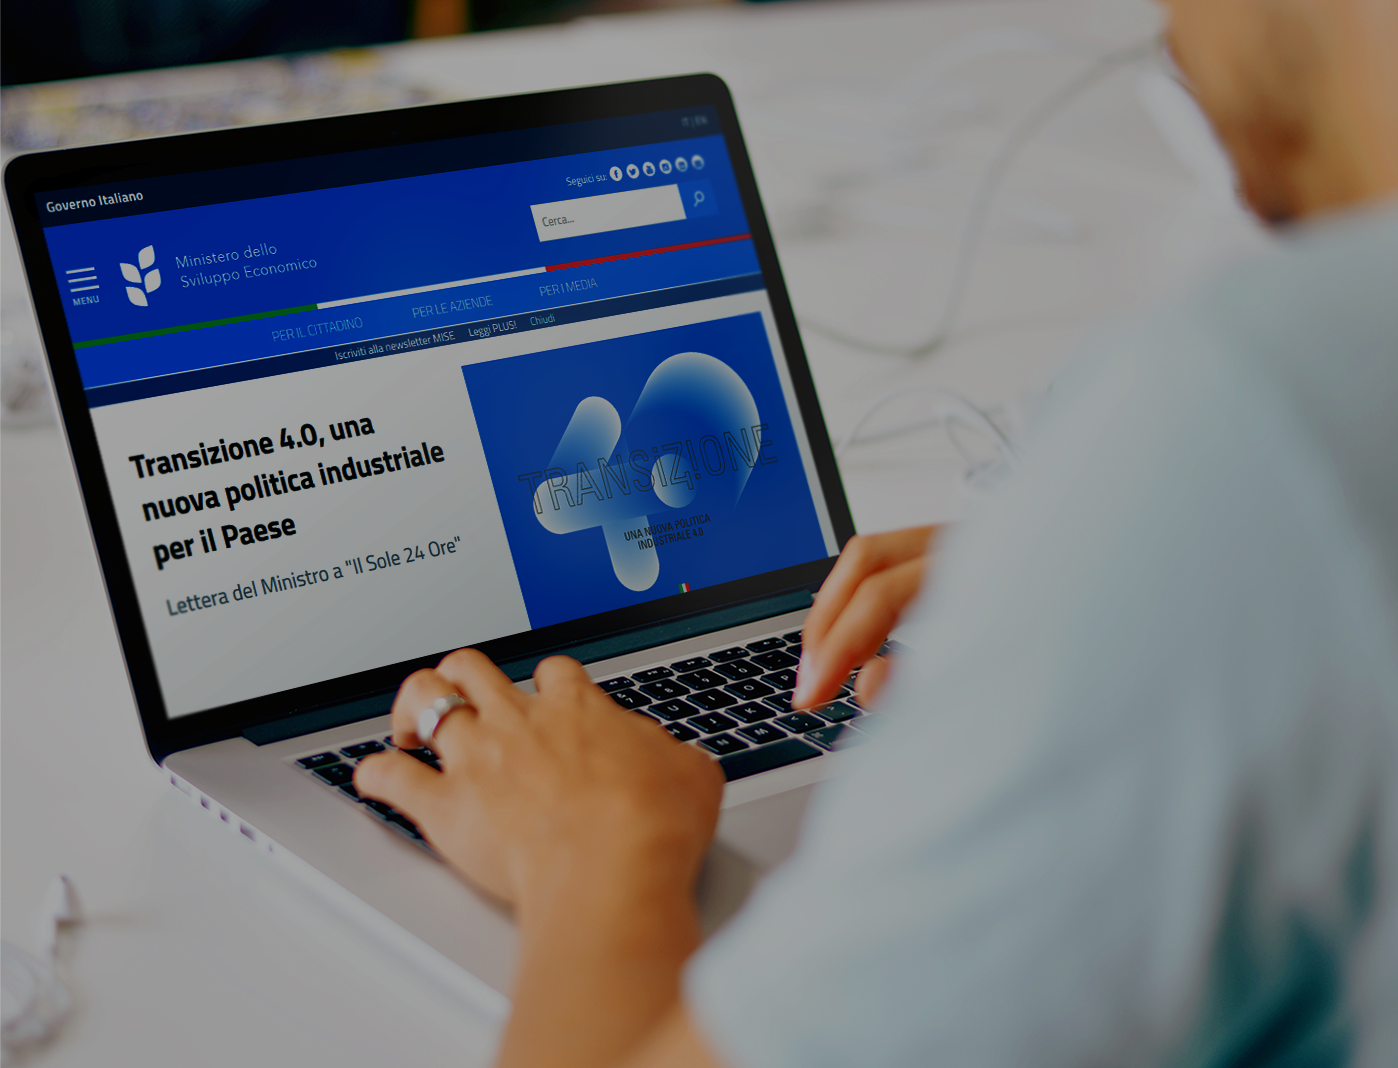 IT | EN
Governo Italiano
Seguici su:
Cerca...
MENU
Ministero dello
Sviluppo Economico
PER IL CITTADINO
PER LE AZIENDE
PER I MEDIA
Iscriviti alla newsletter MISE
Leggi PLUS!
Chiudi
Transizione 4.0, una
nuova politica industriale
per il Paese
Lettera del Ministro a "Il Sole 24 Ore"
TRANSiZ!ONE
UNA NUOVA POLITICA
INDUSTRIALE 4.0